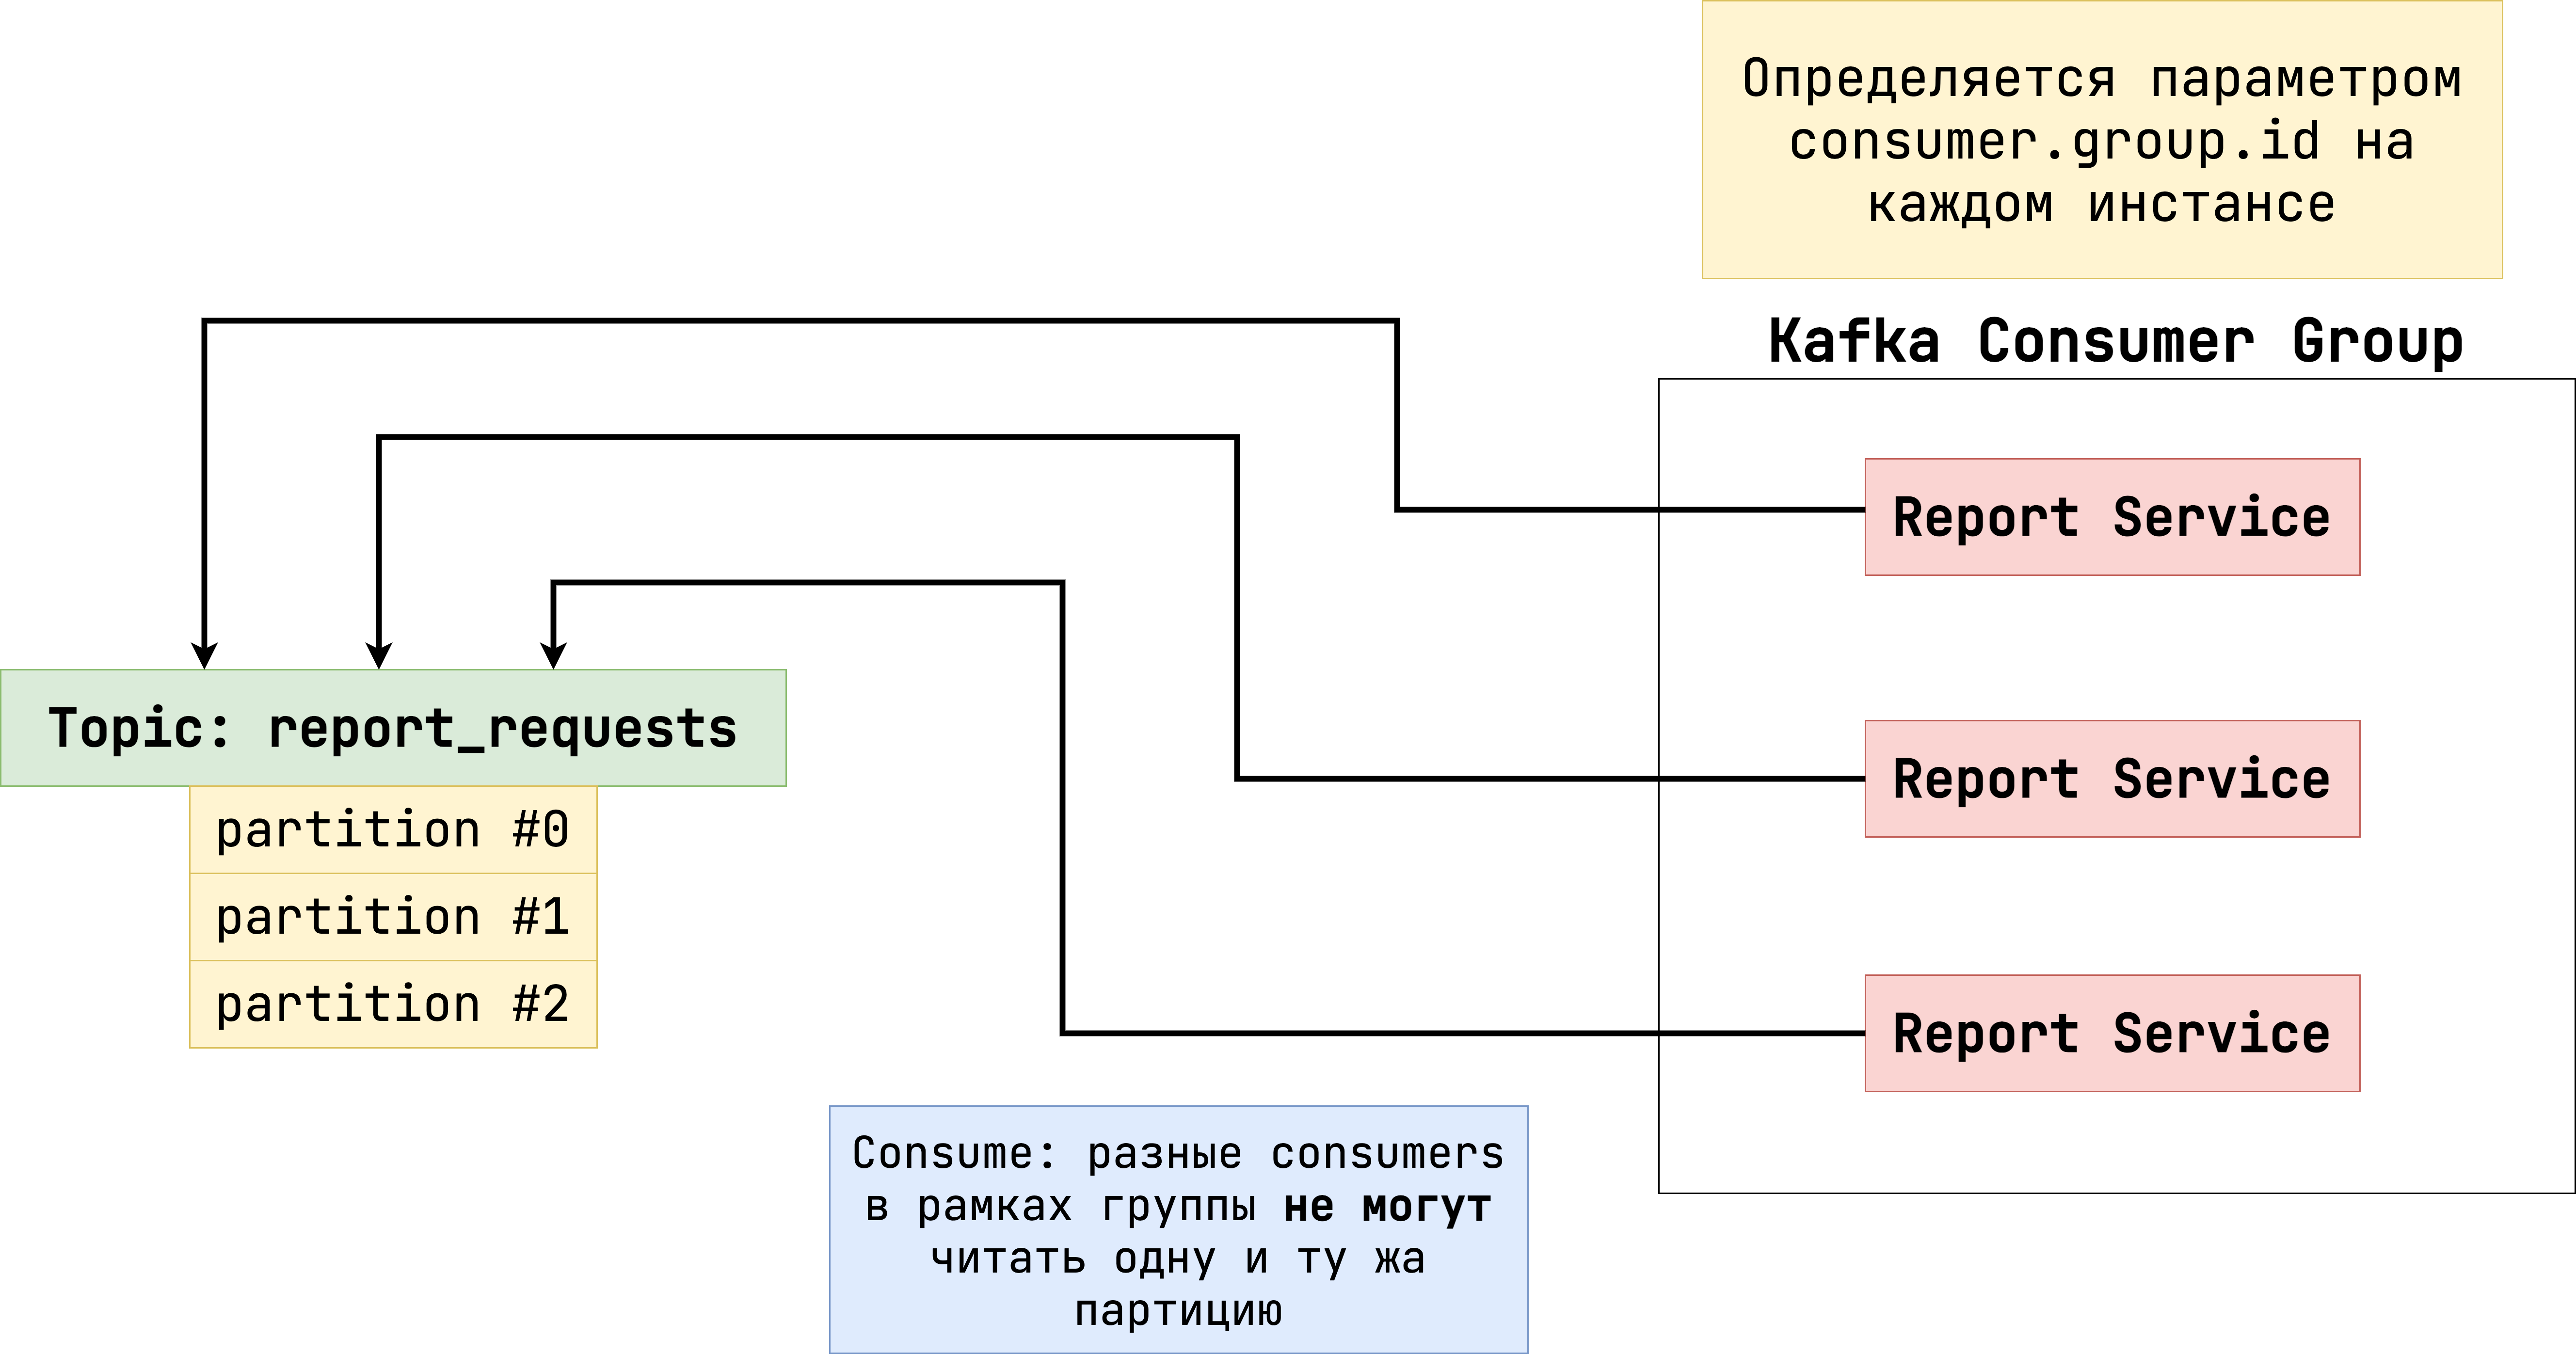 Определяется параметром
consumer.group.id на
каждом инстансе
Kafka Consumer Group
Report Service
Report Service
Report Service
Topic: report_requests
partition #0
partition #1
partition #2
Consume: разные consumers
в рамках группы не могут
читать одну и ту жа
партицию